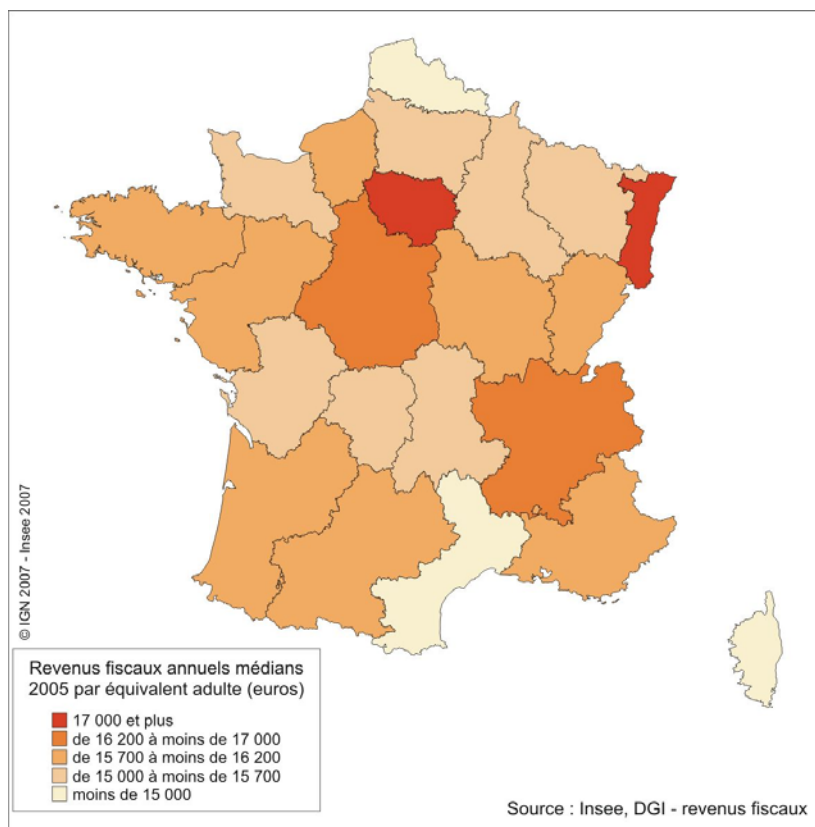 © IGN 2007 - Insee 2007
Revenus fiscaux annuels médians
2005 par équivalent adulte (euros)
17 000 et plus
de 16 200 à moins de 17 000
de 15 700 à moins de 16 200
de 15 000 à moins de 15 700
moins de 15 000
Source : Insee, DGI - revenus fiscaux